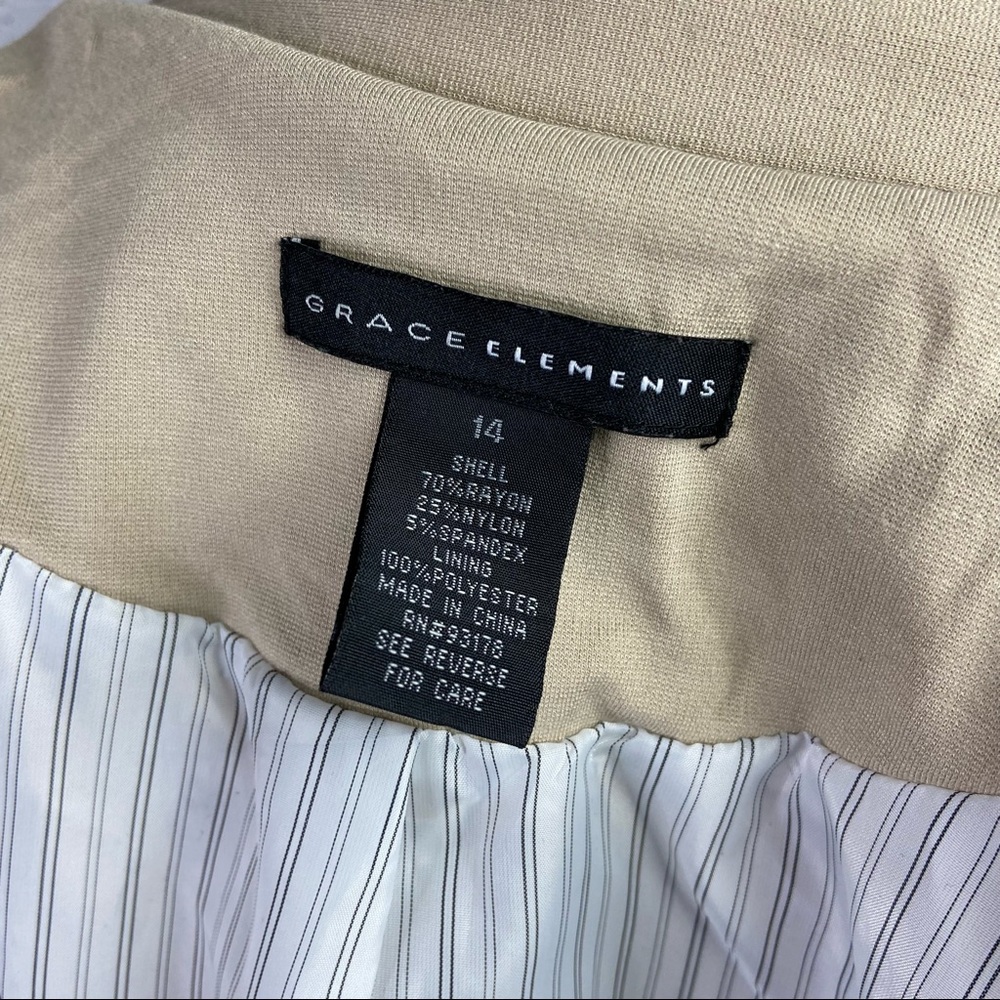 GRACE ELEMENTS
14
SHELL
70%RAYON
25%NYLON
5%SPANDEX
LINING
100%POLYESTER
MADE IN CHINA
RN#93178
SEE REVERSE
FOR CARE